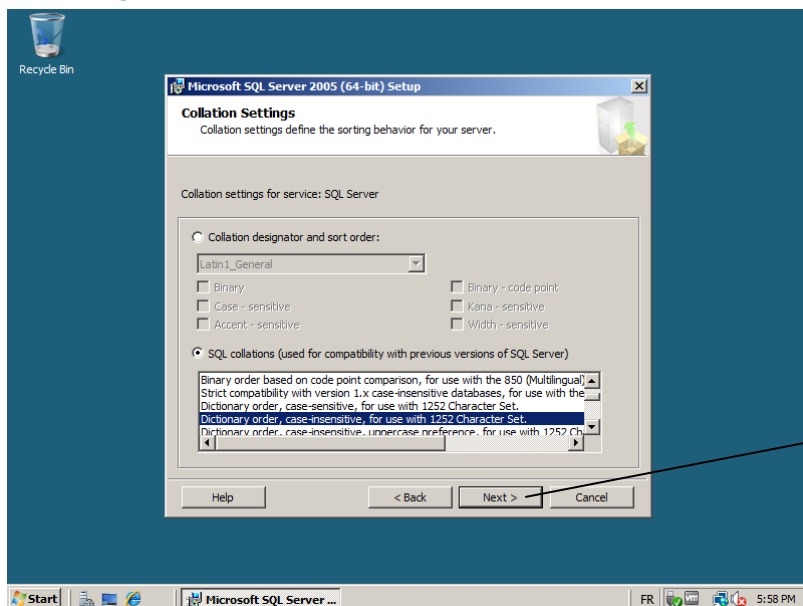 Recycle Bin
Microsoft SQL Server 2005 (64-bit) Setup
Collation Settings
Collation settings define the sorting behavior for your server.
Collation settings for service: SQL Server
Collation designator and sort order:
Latin1_General
Binary
Binary - code point
Case - sensitive
Kana - sensitive
Accent - sensitive
Width - sensitive
SQL collations (used for compatibility with previous versions of SQL Server)
Binary order based on code point comparison, for use with the 850 (Multilingual)
Strict compatibility with version 1.x case-insensitive databases, for use with the
Dictionary order, case-sensitive, for use with 1252 Character Set.
Dictionary order, case-insensitive, for use with 1252 Character Set.
Dictionary order, case-insensitive, uppercase preference, for use with 1252 Ch
Help
< Back
Next >
Cancel
Start
Microsoft SQL Server ...
FR
5:58 PM